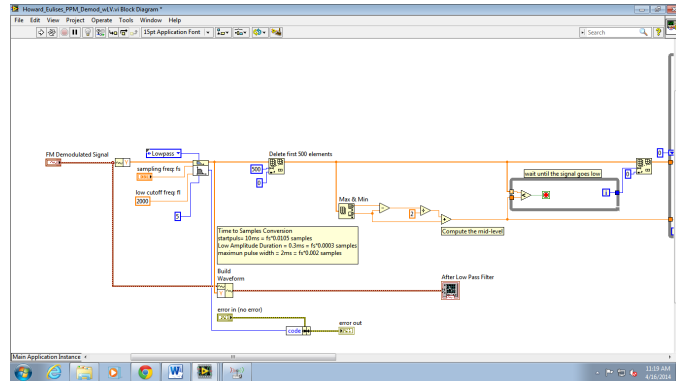 Howard_Eulises_PPM_Demod_wLV.vi Block Diagram *
File Edit View Project Operate Tools Window Help
15pt Application Font
Search
FM Demodulated Signal
Lowpass
sampling freq: fs
low cutoff freq: fl
2000
5
Delete first 500 elements
500
0
Max & Min
2
Compute the mid-level
wait until the signal goes low
i
0
0
Time to Samples Conversion
startpuls= 10ms = fs*0.0105 samples
Low Amplitude Duration = 0.3ms = fs*0.0003 samples
maximun pulse width = 2ms = fs*0.002 samples
Build
Waveform
After Low Pass Filter
error in (no error)
code
error out
Main Application Instance
11:19 AM
4/16/2014